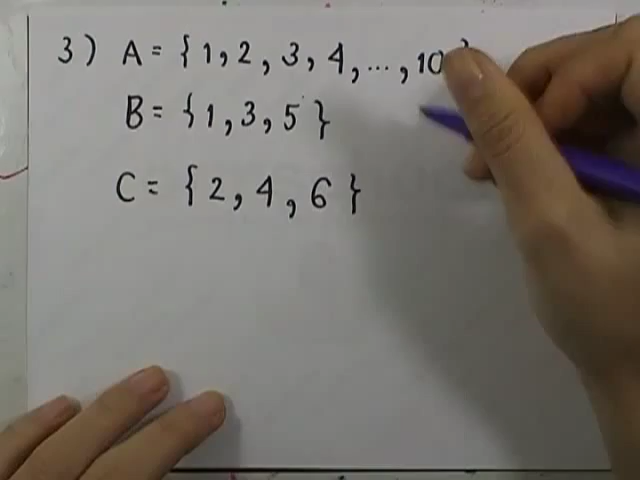 3) A = {1, 2, 3, 4, ..., 10}
B = {1, 3, 5}
C = {2, 4, 6}